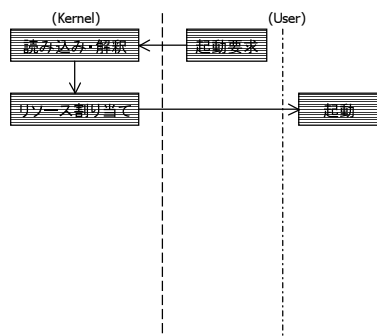 (Kernel)
(User)
読み込み・解釈
起動要求
リソース割り当て
起動